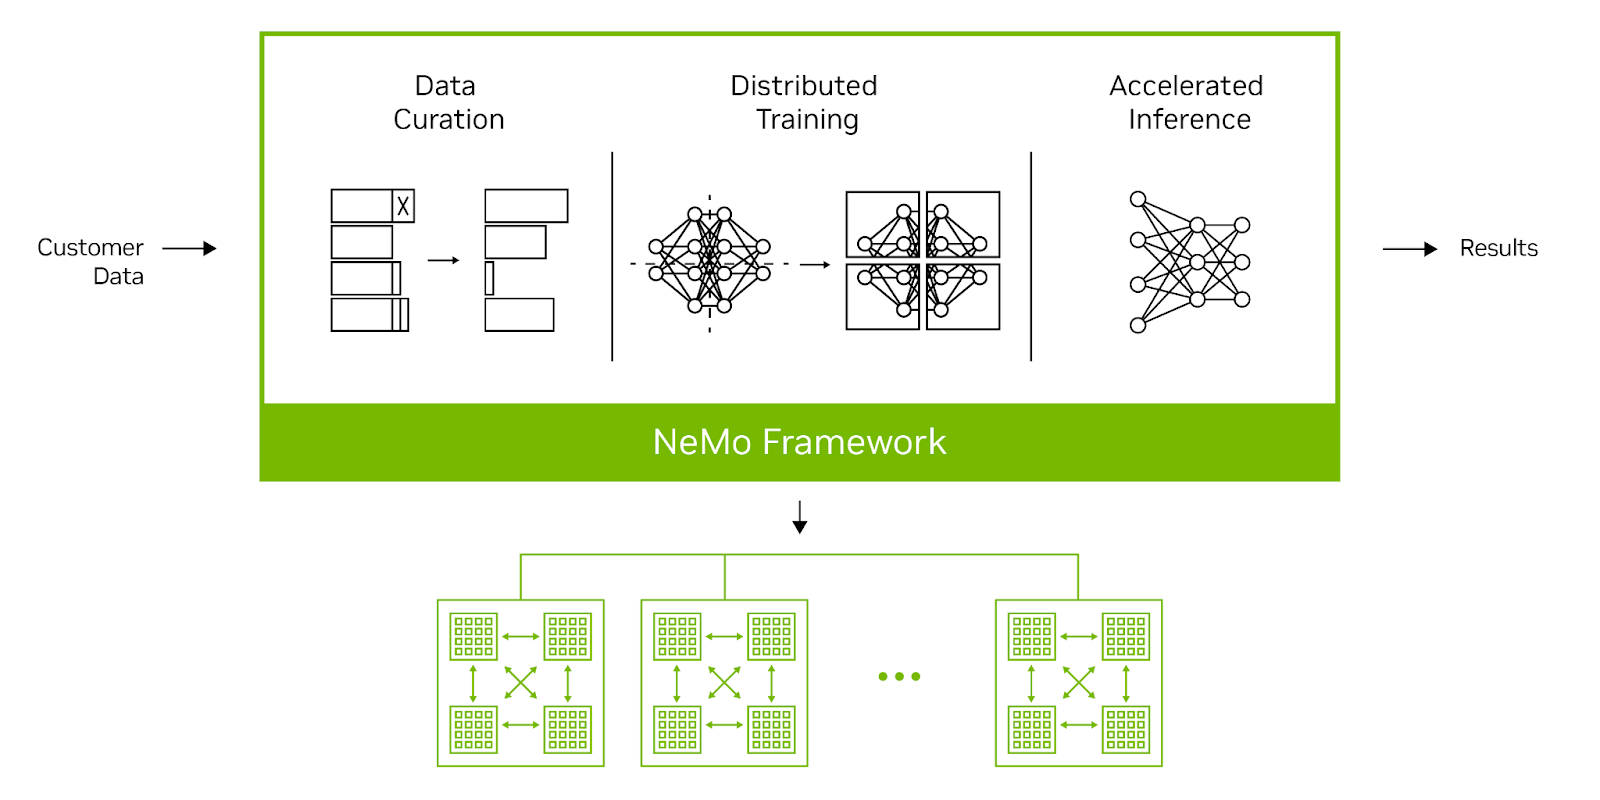 Data
Curation
Distributed
Training
Accelerated
Inference
X
Customer
Data
Results
NeMo Framework